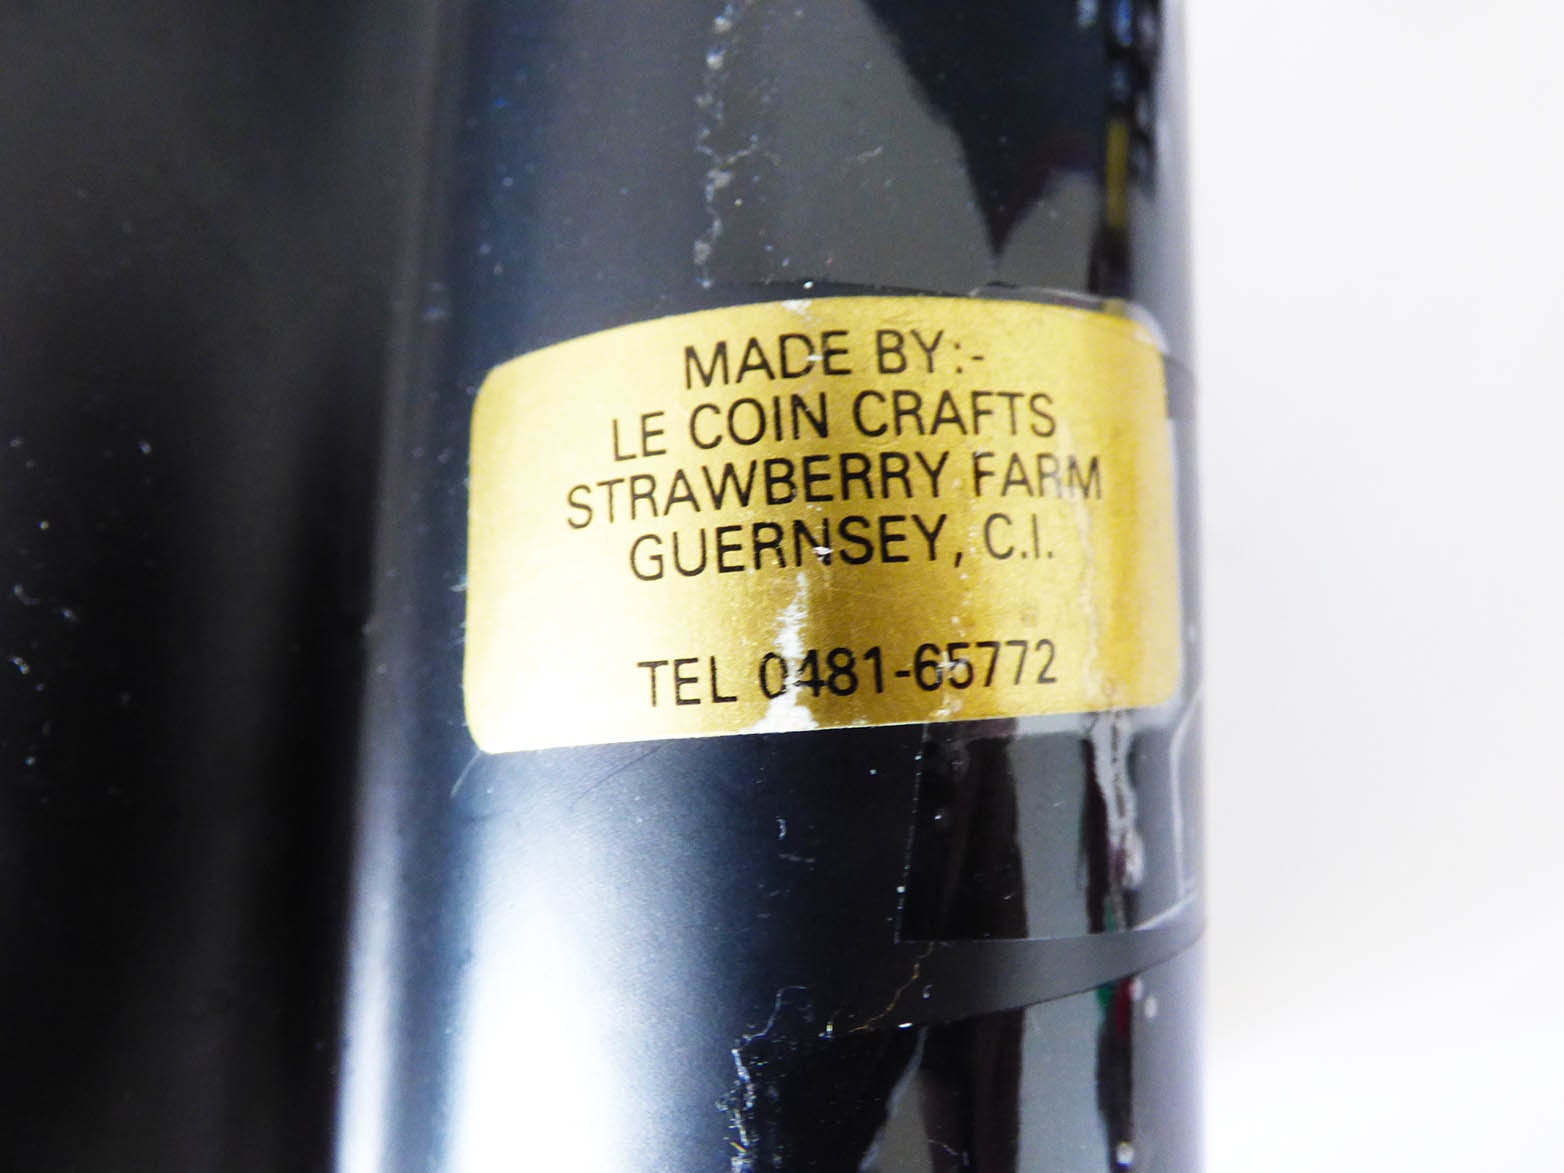 MADE BY:-
LE COIN CRAFTS
STRAWBERRY FARM
GUERNSEY, C.I.
TEL 0481-65772